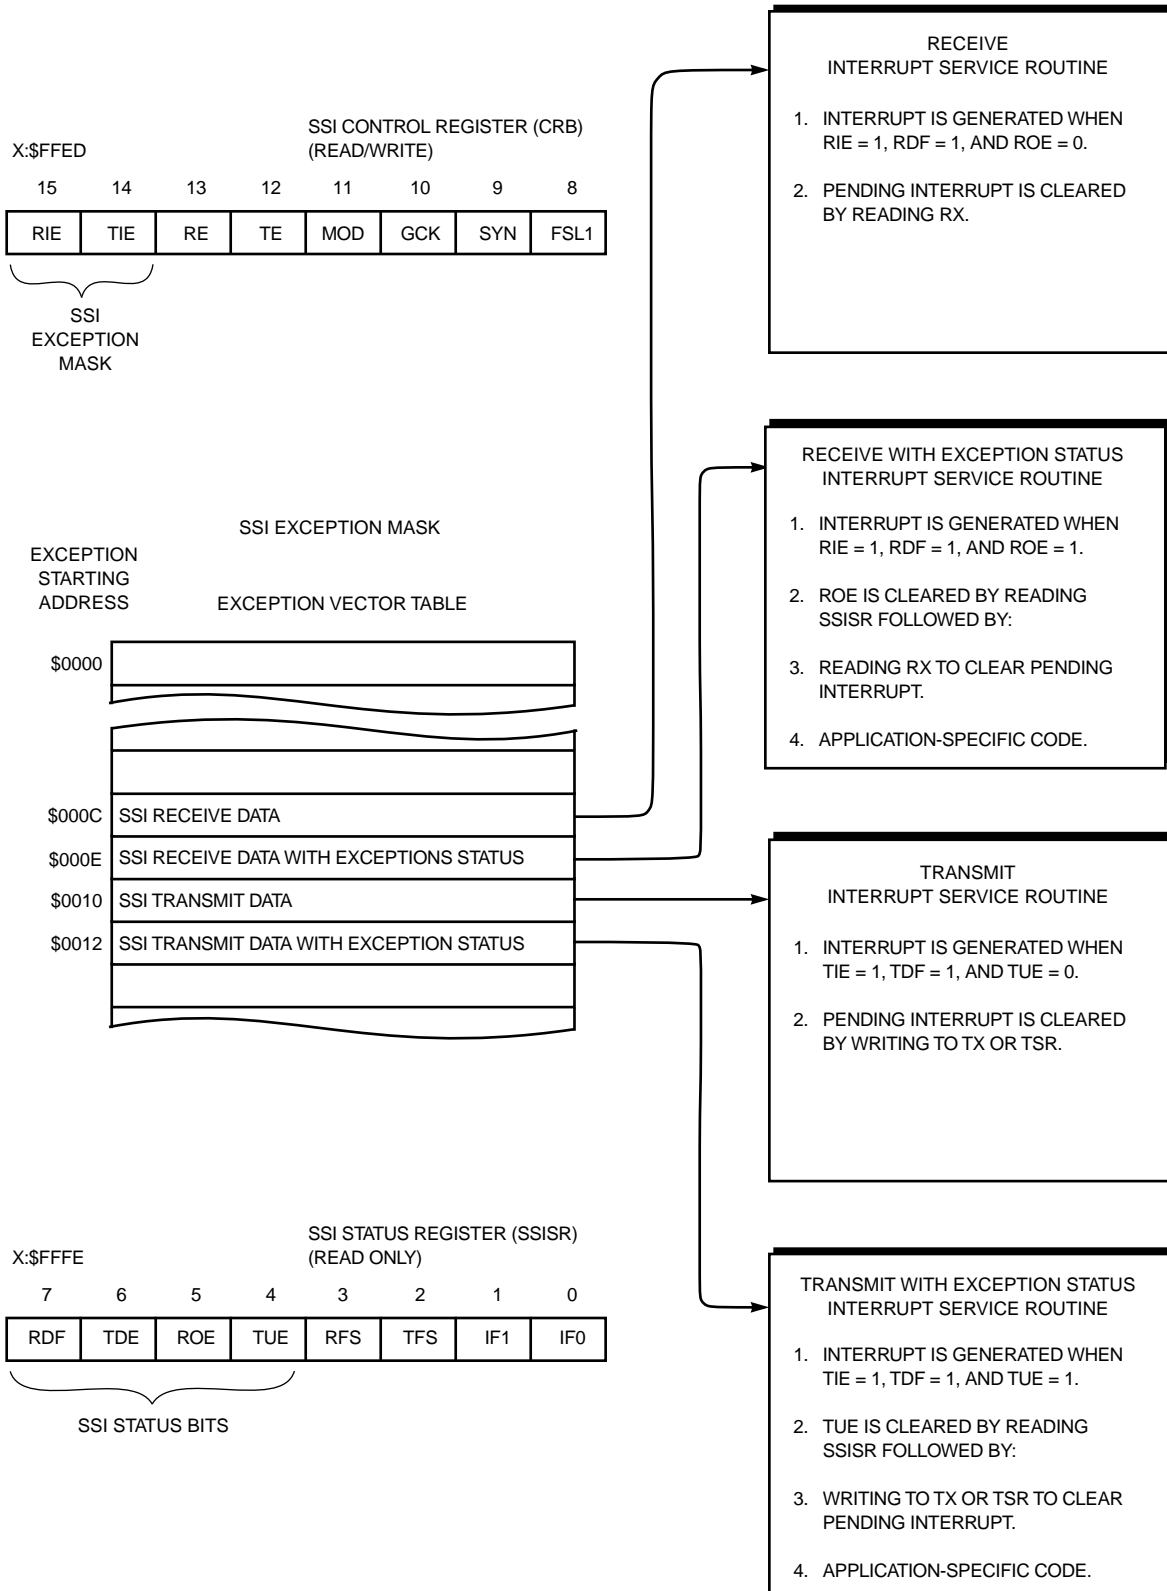 X:$FFED
SSI CONTROL REGISTER (CRB)
(READ/WRITE)
15 14 13 12 11 10 9 8
RIE TIE RE TE MOD GCK SYN FSL1
SSI
EXCEPTION
MASK
SSI EXCEPTION MASK
EXCEPTION
STARTING
ADDRESS
EXCEPTION VECTOR TABLE
$0000
$000C SSI RECEIVE DATA
$000E SSI RECEIVE DATA WITH EXCEPTIONS STATUS
$0010 SSI TRANSMIT DATA
$0012 SSI TRANSMIT DATA WITH EXCEPTION STATUS
X:$FFFE
SSI STATUS REGISTER (SSISR)
(READ ONLY)
7 6 5 4 3 2 1 0
RDF TDE ROE TUE RFS TFS IF1 IF0
SSI STATUS BITS
RECEIVE
INTERRUPT SERVICE ROUTINE
1. INTERRUPT IS GENERATED WHEN
RIE = 1, RDF = 1, AND ROE = 0.
2. PENDING INTERRUPT IS CLEARED
BY READING RX.
RECEIVE WITH EXCEPTION STATUS
INTERRUPT SERVICE ROUTINE
1. INTERRUPT IS GENERATED WHEN
RIE = 1, RDF = 1, AND ROE = 1.
2. ROE IS CLEARED BY READING
SSISR FOLLOWED BY:
3. READING RX TO CLEAR PENDING
INTERRUPT.
4. APPLICATION-SPECIFIC CODE.
TRANSMIT
INTERRUPT SERVICE ROUTINE
1. INTERRUPT IS GENERATED WHEN
TIE = 1, TDF = 1, AND TUE = 0.
2. PENDING INTERRUPT IS CLEARED
BY WRITING TO TX OR TSR.
TRANSMIT WITH EXCEPTION STATUS
INTERRUPT SERVICE ROUTINE
1. INTERRUPT IS GENERATED WHEN
TIE = 1, TDF = 1, AND TUE = 1.
2. TUE IS CLEARED BY READING
SSISR FOLLOWED BY:
3. WRITING TO TX OR TSR TO CLEAR
PENDING INTERRUPT.
4. APPLICATION-SPECIFIC CODE.